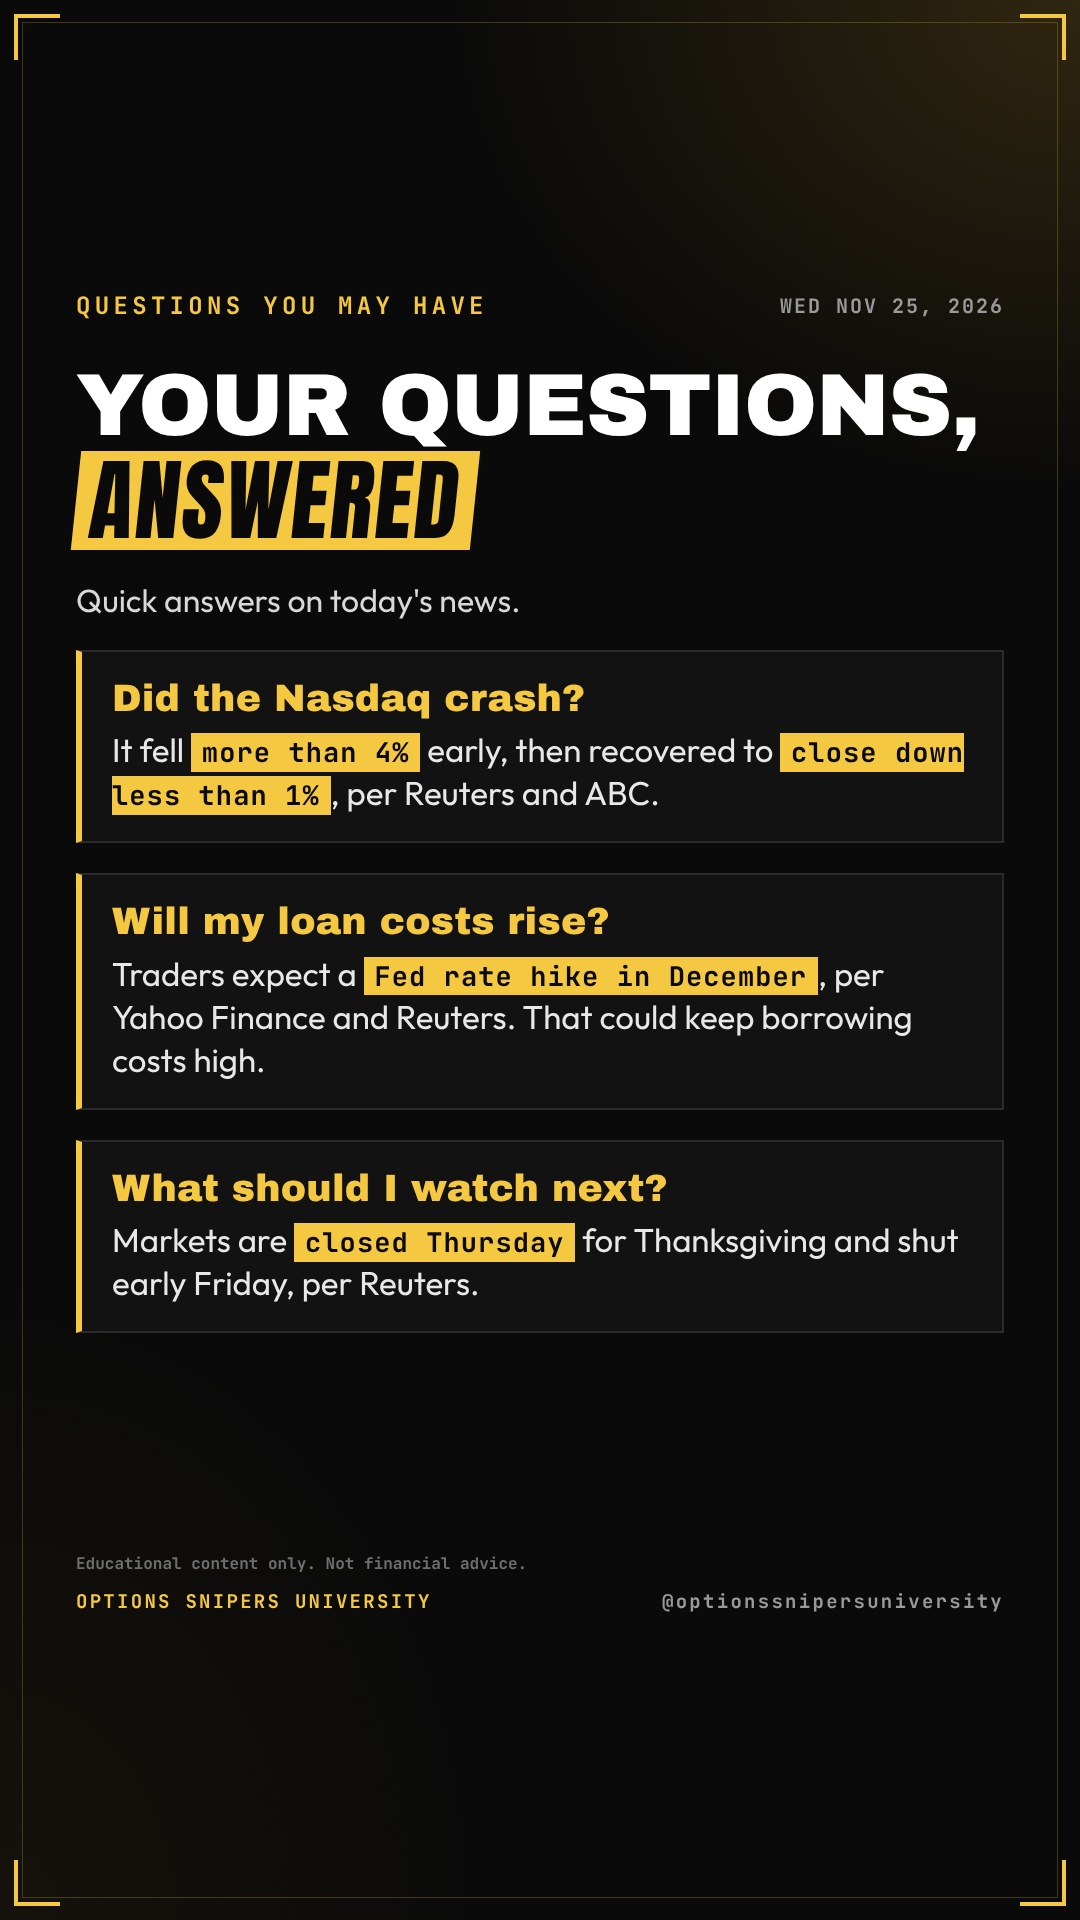 QUESTIONS YOU MAY HAVE
WED NOV 25, 2026
YOUR QUESTIONS,
ANSWERED
Quick answers on today's news.
Did the Nasdaq crash?
It fell more than 4% early, then recovered to close down
less than 1%, per Reuters and ABC.
Will my loan costs rise?
Traders expect a Fed rate hike in December, per
Yahoo Finance and Reuters. That could keep borrowing
costs high.
What should I watch next?
Markets are closed Thursday for Thanksgiving and shut
early Friday, per Reuters.
Educational content only. Not financial advice.
OPTIONS SNIPERS UNIVERSITY
@optionssnipersuniversity